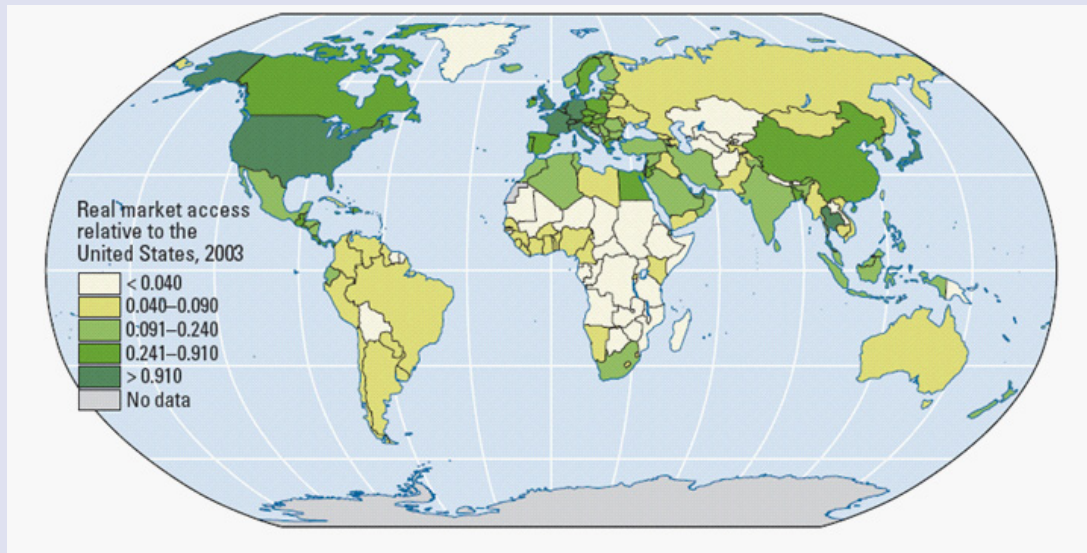 Real market access
relative to the
United States, 2003
< 0.040
0.040–0.090
0:091–0.240
0.241–0.910
> 0.910
No data